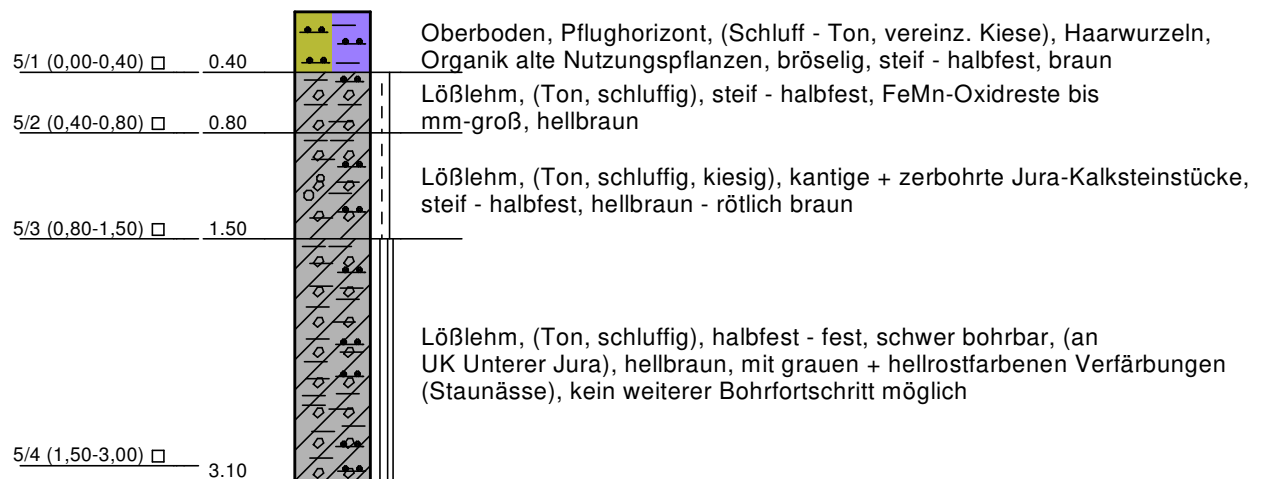 Oberboden, Pflughorizont, (Schluff - Ton, vereinz. Kiese), Haarwurzeln,
5/1 (0,00-0,40) 0.40 Organik alte Nutzungspflanzen, bröselig, steif - halbfest, braun
Lößlehm, (Ton, schluffig), steif - halbfest, FeMn-Oxidreste bis
5/2 (0,40-0,80) 0.80 mm-groß, hellbraun
Lößlehm, (Ton, schluffig, kiesig), kantige + zerbohrte Jura-Kalksteinstücke,
steif - halbfest, hellbraun - rötlich braun
5/3 (0,80-1,50) 1.50
Lößlehm, (Ton, schluffig), halbfest - fest, schwer bohrbar, (an
UK Unterer Jura), hellbraun, mit grauen + hellrostfarbenen Verfärbungen
(Staunässe), kein weiterer Bohrfortschritt möglich
5/4 (1,50-3,00) 3.10